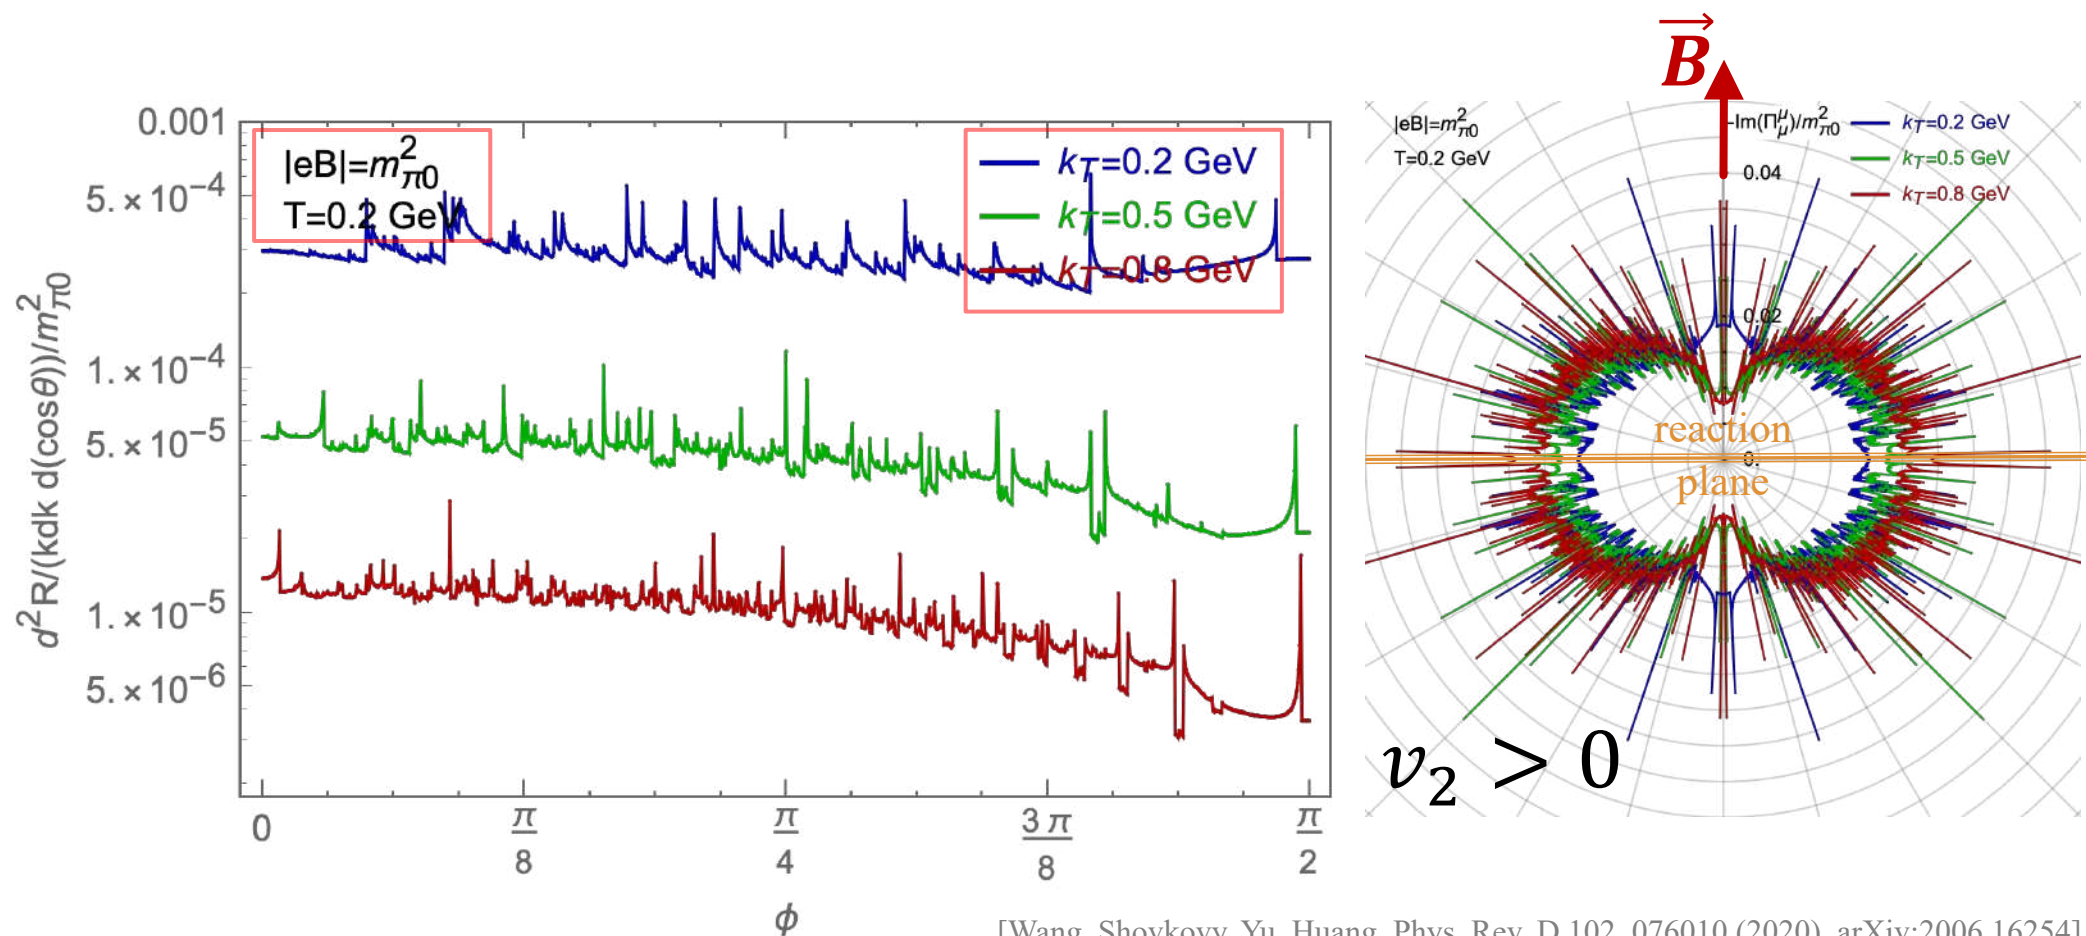 0.001
5.×10⁻⁴
1.×10⁻⁴
5.×10⁻⁵
1.×10⁻⁵
5.×10⁻⁶
d²R/(kdk d(cosθ))/m²π0
|eB|=m²π0
T=0.2 GeV
kT=0.2 GeV
kT=0.5 GeV
kT=0.8 GeV
0
π/8
π/4
3π/8
π/2
ϕ
B
|eB|=m²π0
T=0.2 GeV
-Im(Πμμ)/m²π0
kT=0.2 GeV
kT=0.5 GeV
kT=0.8 GeV
0.04
0.02
reaction
0.
plane
v₂ > 0
[Wang, Shovkovy, Yu, Huang, Phys. Rev. D 102, 076010 (2020), arXiv:2006.16254]